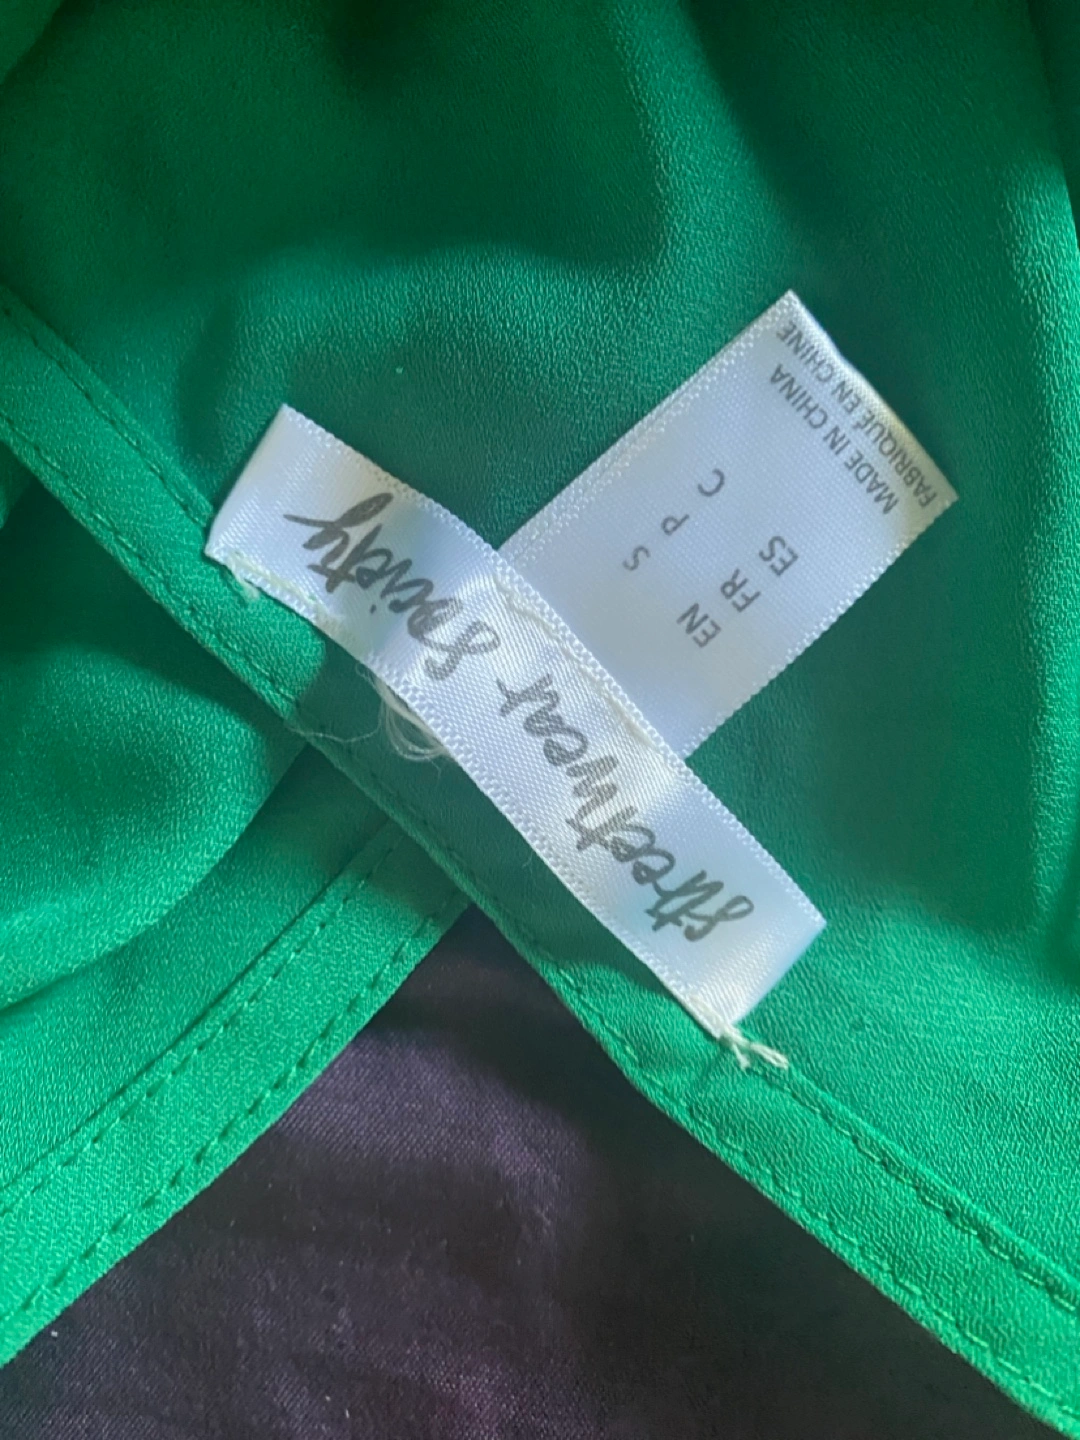 streetwear society
EN S
FR P
ES C
MADE IN CHINA
FABRIQUÉ EN CHINE